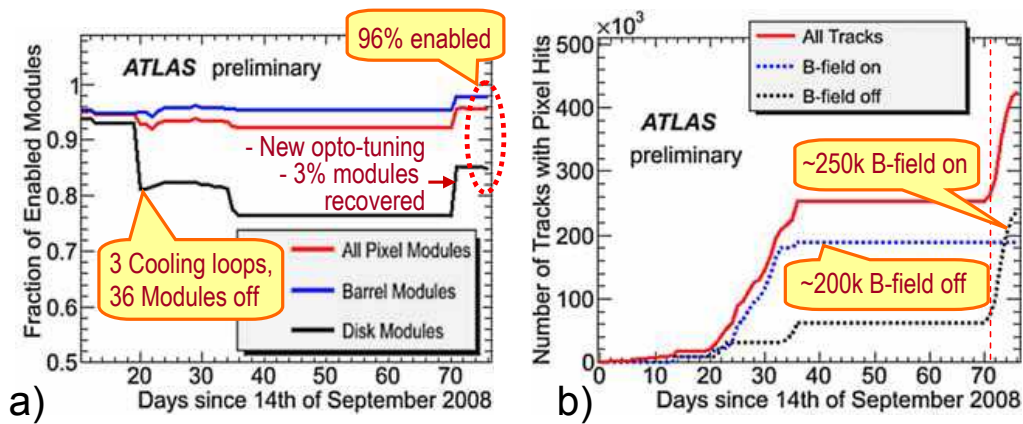 96% enabled
ATLAS preliminary
Fraction of Enabled Modules
1
0.9
0.8
0.7
0.6
0.5
- New opto-tuning
- 3% modules
recovered
3 Cooling loops,
36 Modules off
All Pixel Modules
Barrel Modules
Disk Modules
20 30 40 50 60 70
Days since 14th of September 2008
a)
×10³
Number of Tracks with Pixel Hits
500
400
300
200
100
0
All Tracks
B-field on
B-field off
ATLAS
preliminary
~250k B-field on
~200k B-field off
0 10 20 30 40 50 60 70
Days since 14th of September 2008
b)